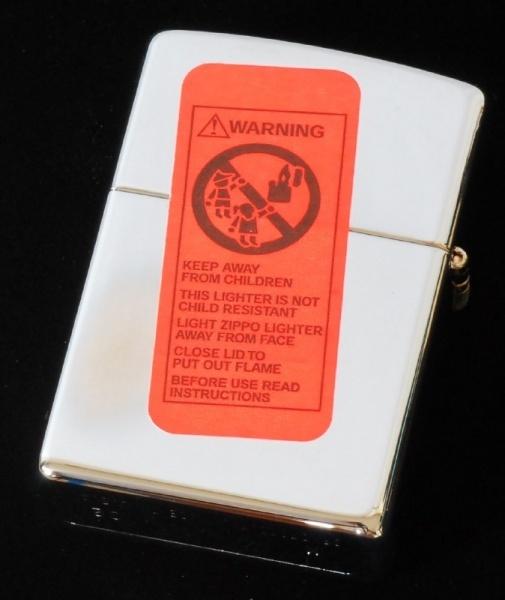 WARNING
KEEP AWAY
FROM CHILDREN
THIS LIGHTER IS NOT
CHILD RESISTANT
LIGHT ZIPPO LIGHTER
AWAY FROM FACE
CLOSE LID TO
PUT OUT FLAME
BEFORE USE READ
INSTRUCTIONS